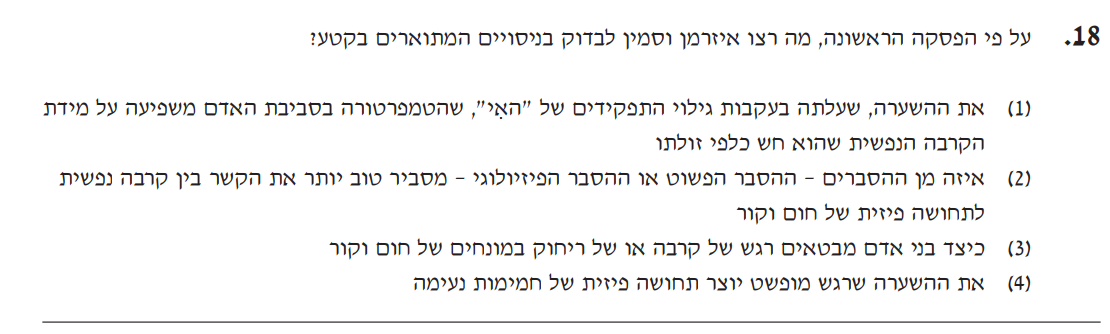 18. על פי הפסקה הראשונה, מה רצו איזרמן וסמין לבדוק בניסויים המתוארים בקטע?
(1) את ההשערה, שעלתה בעקבות גילוי התפקידים של "האִי", שהטמפרטורה בסביבת האדם משפיעה על מידת
הקרבה הנפשית שהוא חש כלפי זולתו
(2) איזה מן ההסברים – ההסבר הפשוט או ההסבר הפיזיולוגי – מסביר טוב יותר את הקשר בין קרבה נפשית
לתחושה פיזית של חום וקור
(3) כיצד בני אדם מבטאים רגש של קרבה או של ריחוק במונחים של חום וקור
(4) את ההשערה שרגש מופשט יוצר תחושה פיזית של חמימות נעימה